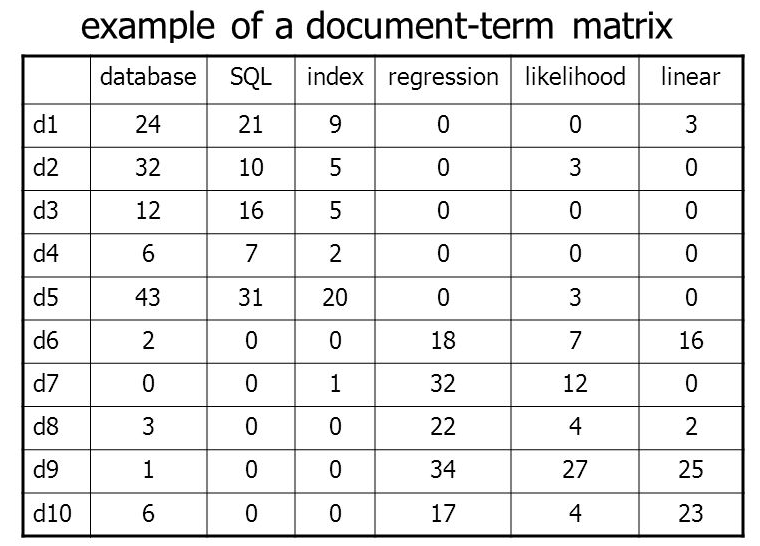 example of a document-term matrix
database SQL index regression likelihood linear
d1 24 21 9 0 0 3
d2 32 10 5 0 3 0
d3 12 16 5 0 0 0
d4 6 7 2 0 0 0
d5 43 31 20 0 3 0
d6 2 0 0 18 7 16
d7 0 0 1 32 12 0
d8 3 0 0 22 4 2
d9 1 0 0 34 27 25
d10 6 0 0 17 4 23